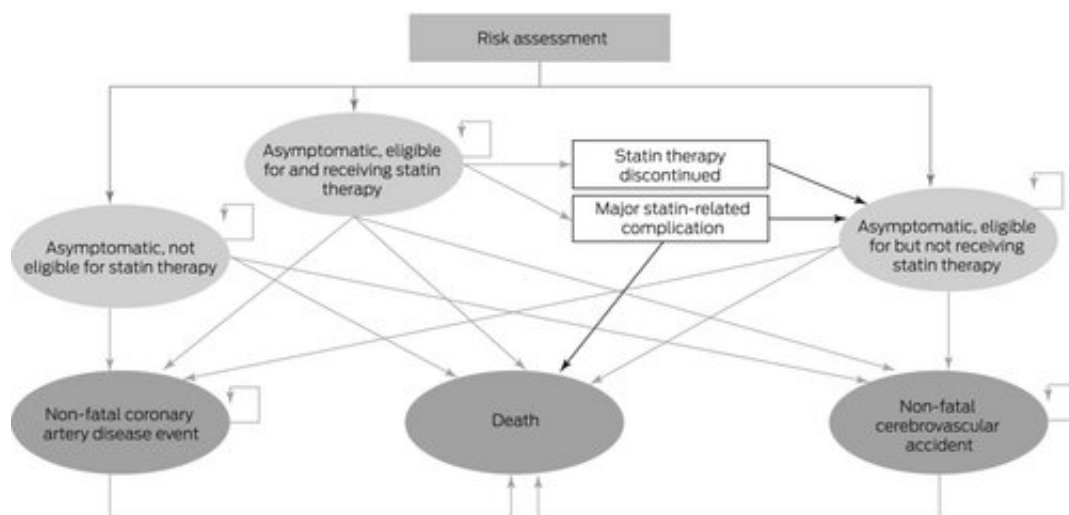 Risk assessment
Asymptomatic, eligible
for and receiving statin
therapy
Statin therapy
discontinued
Major statin-related
complication
Asymptomatic, not
eligible for statin therapy
Asymptomatic, eligible
for but not receiving
statin therapy
Non-fatal coronary
artery disease event
Death
Non-fatal
cerebrovascular
accident